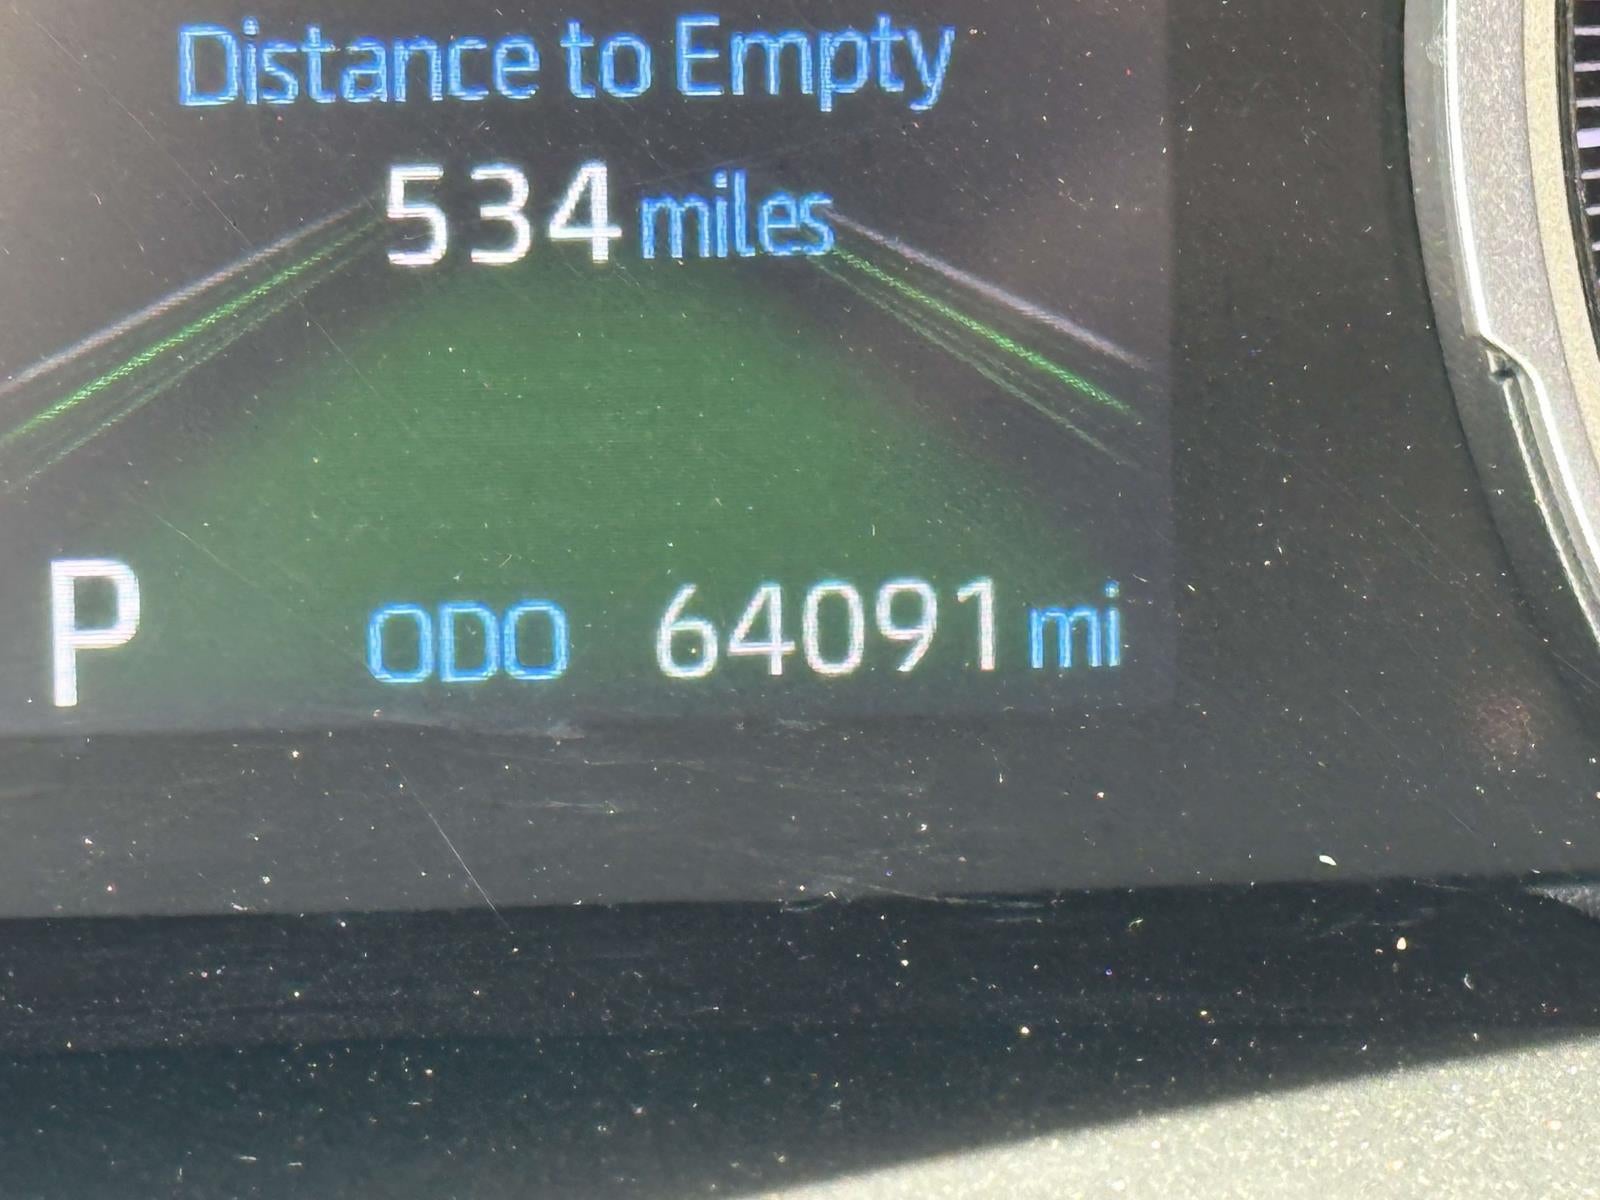 Distance to Empty
534 miles
P ODO 64091 mi